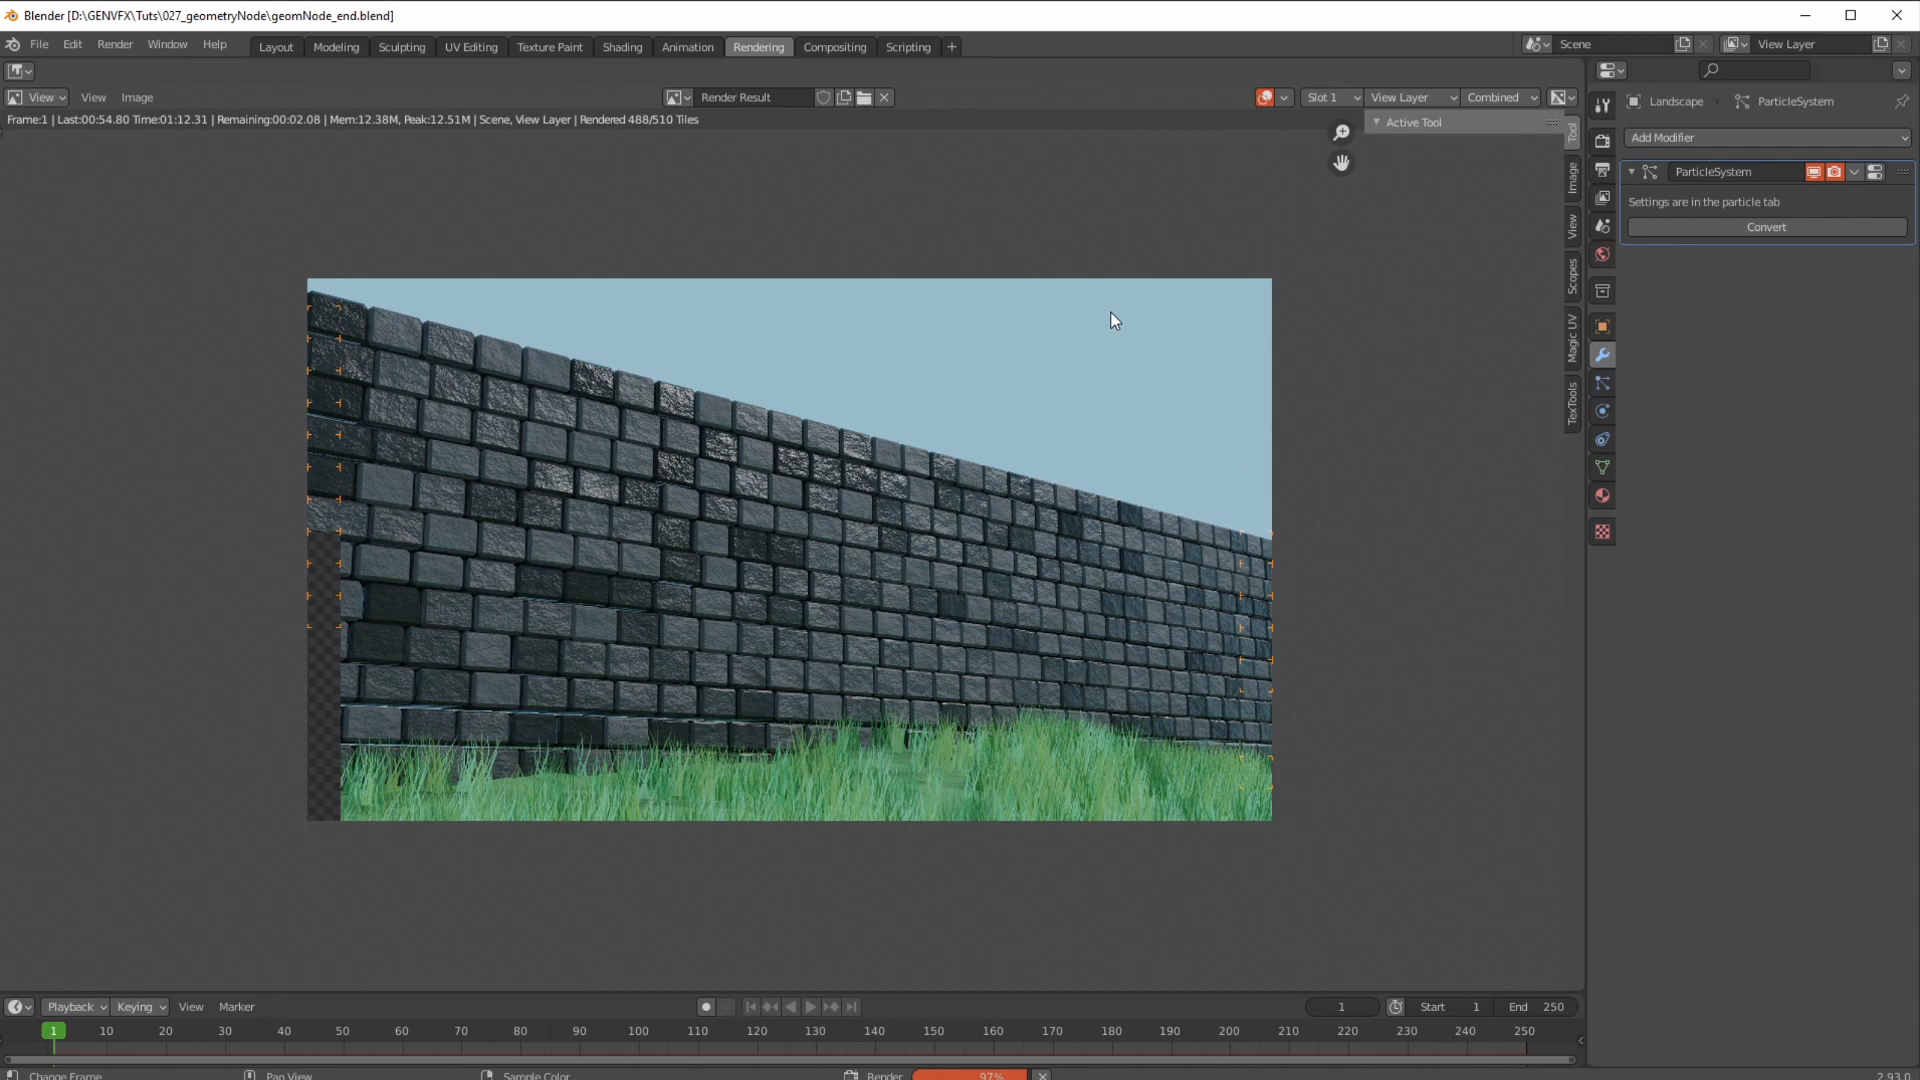 Blender [D:\GENVFX\Tuts\027_geometryNode\geomNode_end.blend]
File Edit Render Window Help Layout Modeling Sculpting UV Editing Texture Paint Shading Animation Rendering Compositing Scripting + Scene View Layer
View View Image Render Result Slot 1 View Layer Combined
Landscape ParticleSystem
Frame:1 | Last:00:54.80 Time:01:12.31 | Remaining:00:02.08 | Mem:12.38M, Peak:12.51M | Scene, View Layer | Rendered 488/510 Tiles
Active Tool
Add Modifier
ParticleSystem
Settings are in the particle tab
Convert
Tool
Image
View
Scopes
Magic UV
TexTools
Playback Keying View Marker 1 Start 1 End 250
1 10 20 30 40 50 60 70 80 90 100 110 120 130 140 150 160 170 180 190 200 210 220 230 240 250
Change Frame Pan View Sample Color Render 97% 2.93.0